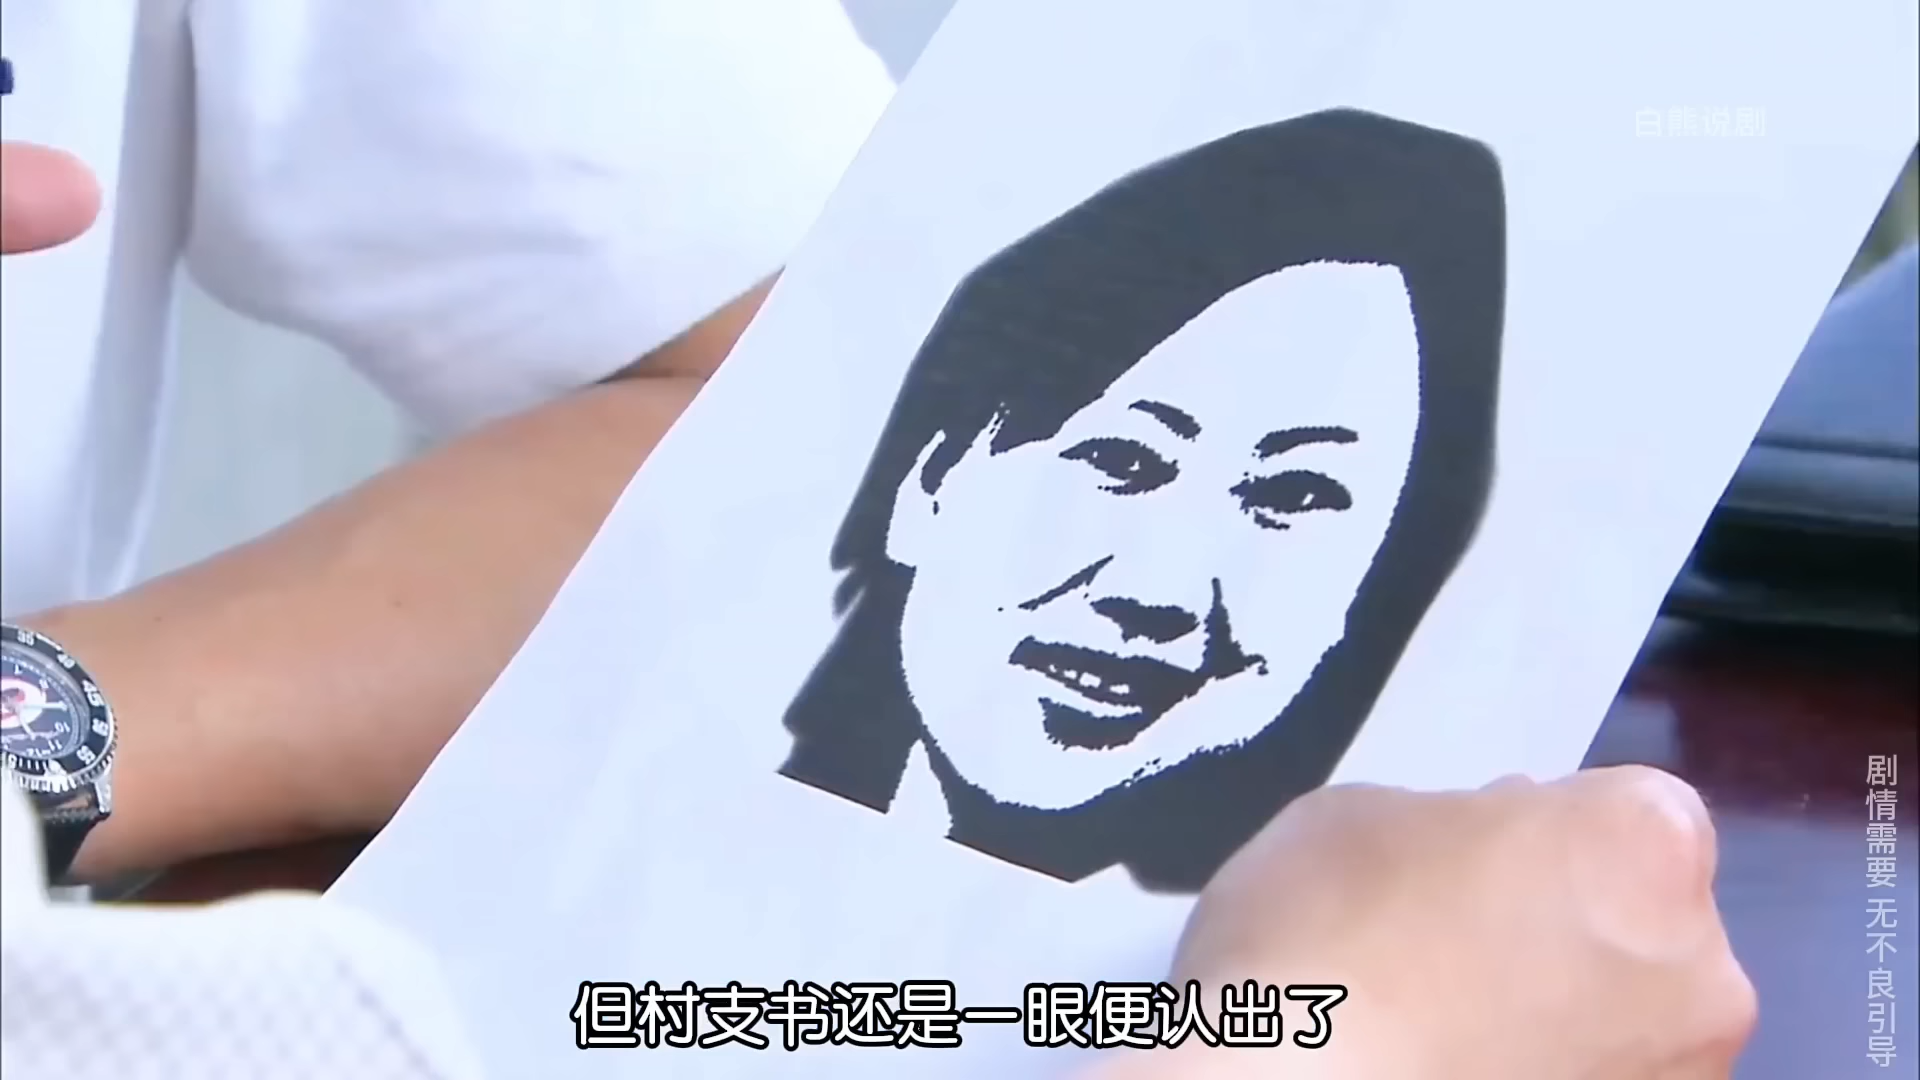 白熊说剧
剧情需要 无不良引导
但村支书还是一眼便认出了